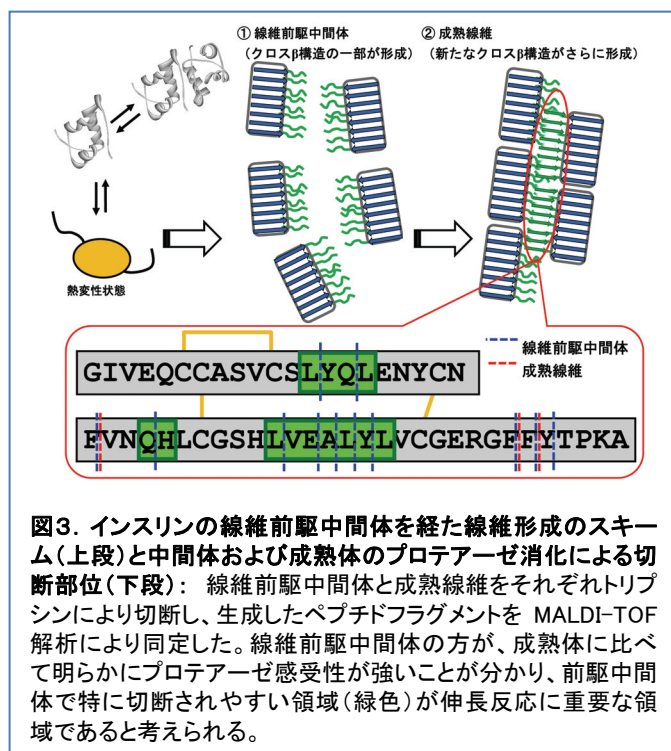 ① 線維前駆中間体
(クロスβ構造の一部が形成)
② 成熟線維
(新たなクロスβ構造がさらに形成)
熱変性状態
線維前駆中間体
成熟線維
GIVEQCCASVCSLYQLENYCN
FVNQHLCGSHLVEALYLVCGERGFFYTPKA
図3. インスリンの線維前駆中間体を経た線維形成のスキー
ム(上段)と中間体および成熟体のプロテアーゼ消化による切
断部位(下段): 線維前駆中間体と成熟線維をそれぞれトリプ
シンにより切断し、生成したペプチドフラグメントを MALDI-TOF
解析により同定した。線維前駆中間体の方が、成熟体に比べ
て明らかにプロテアーゼ感受性が強いことが分かり、前駆中間
体で特に切断されやすい領域(緑色)が伸長反応に重要な領
域であると考えられる。